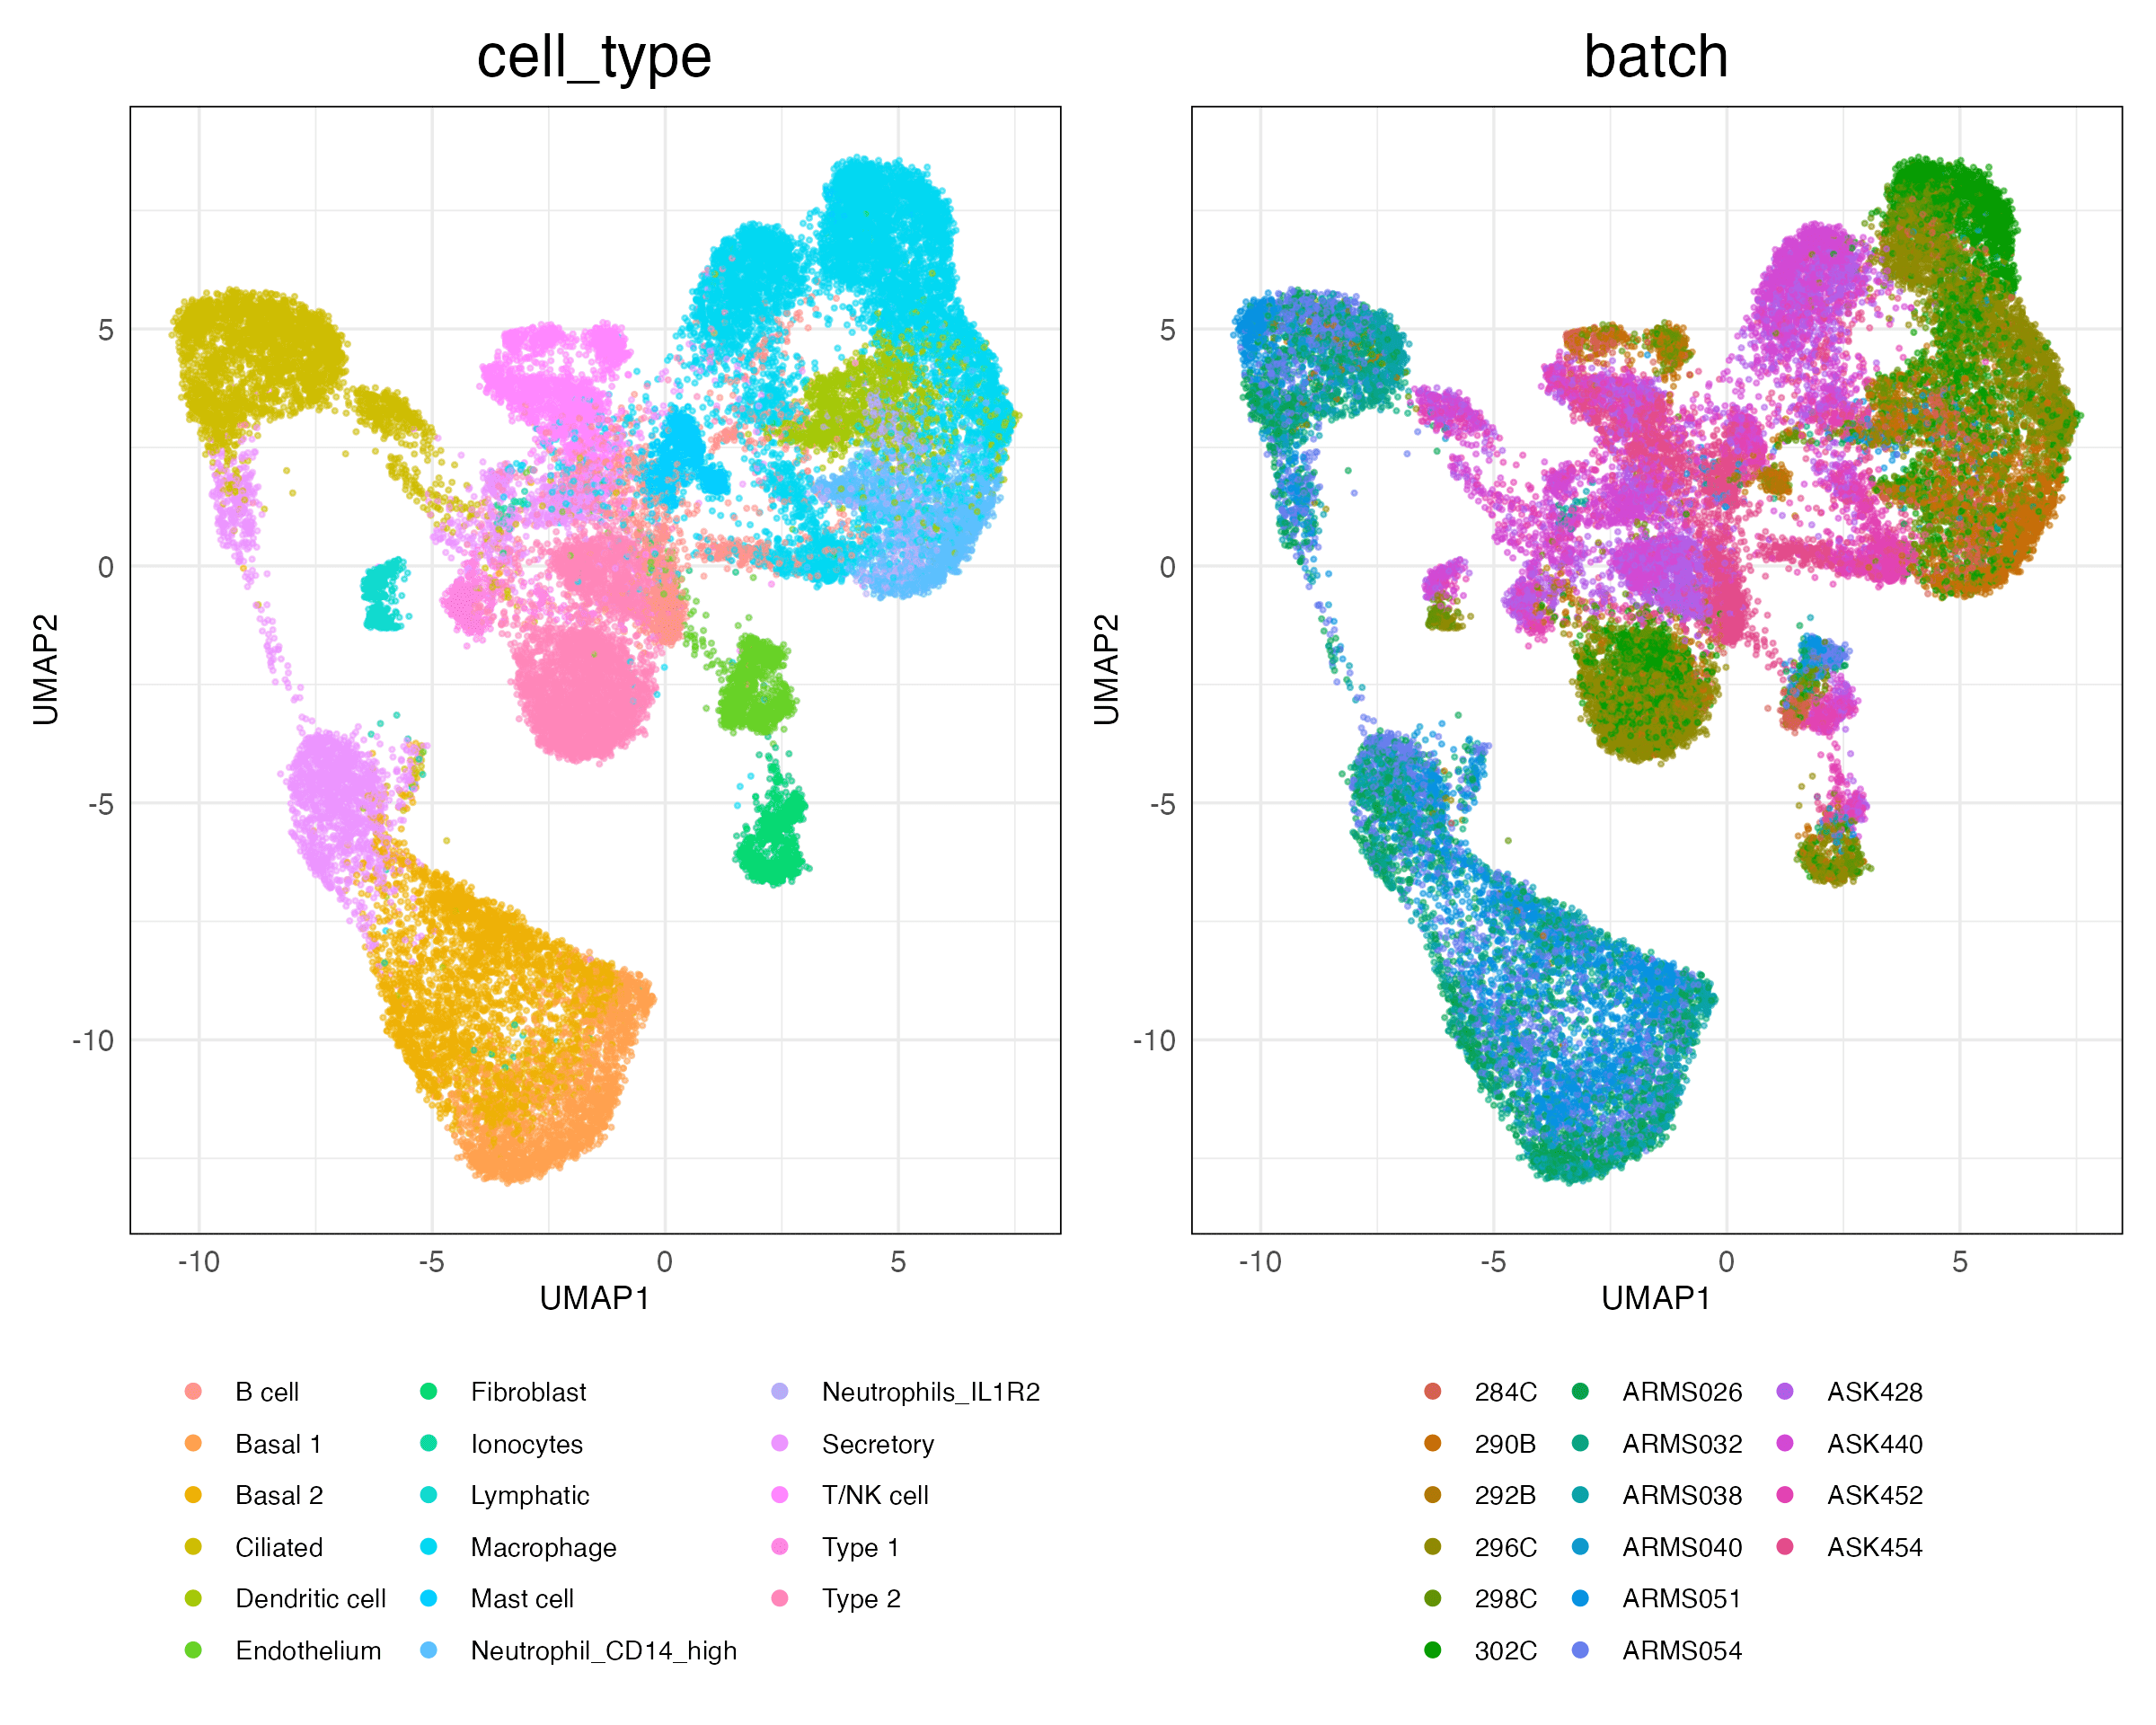 cell_type
batch
5
0
-5
-10
UMAP2
-10
-5
0
5
UMAP1
5
0
-5
-10
UMAP2
-10
-5
0
5
UMAP1
B cell
Basal 1
Basal 2
Ciliated
Dendritic cell
Endothelium
Fibroblast
Ionocytes
Lymphatic
Macrophage
Mast cell
Neutrophil_CD14_high
Neutrophils_IL1R2
Secretory
T/NK cell
Type 1
Type 2
284C
290B
292B
296C
298C
302C
ARMS026
ARMS032
ARMS038
ARMS040
ARMS051
ARMS054
ASK428
ASK440
ASK452
ASK454